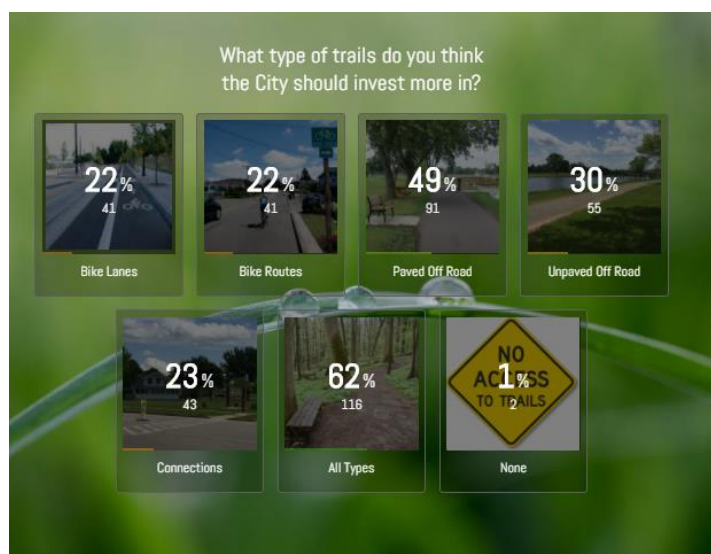 What type of trails do you think
the City should invest more in?
22%
41
Bike Lanes
22%
41
Bike Routes
49%
91
Paved Off Road
30%
55
Unpaved Off Road
23%
43
Connections
62%
116
All Types
NO
ACCESS
TO TRAILS
1%
2
None